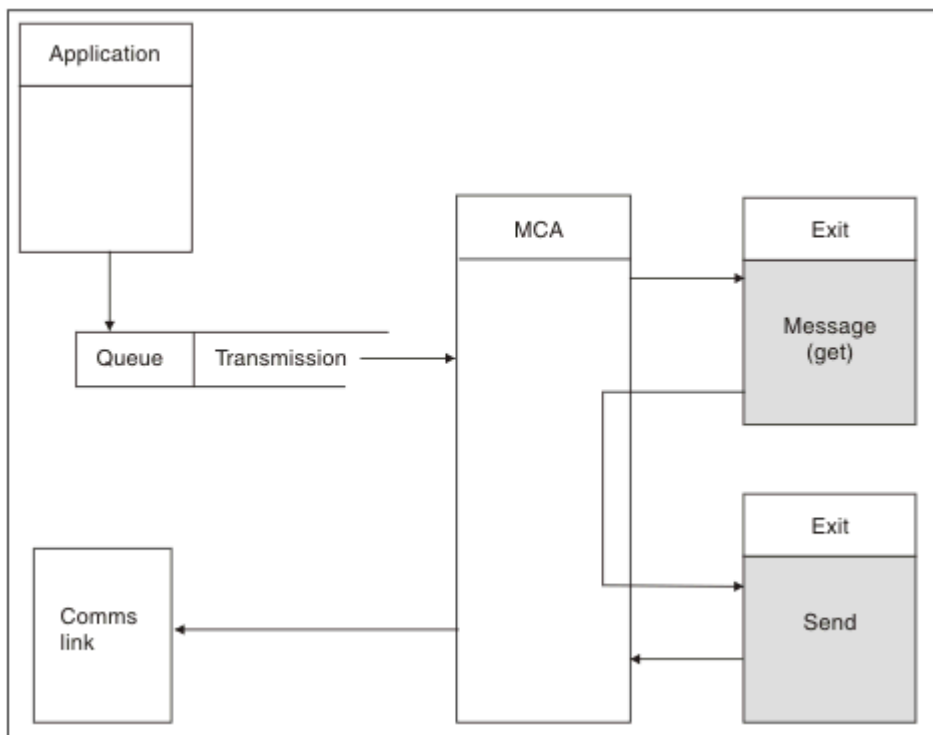 Application
MCA
Exit
Message
(get)
Queue
Transmission
Exit
Comms
link
Send